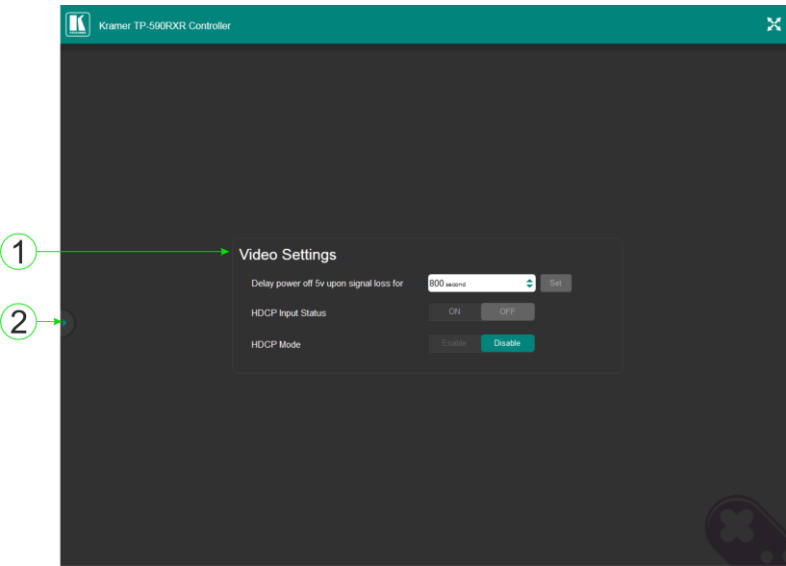 Kramer TP-590RXR Controller
1
Video Settings
Delay power off 5v upon signal loss for 800 second Set
2
HDCP Input Status ON OFF
HDCP Mode Enable Disable